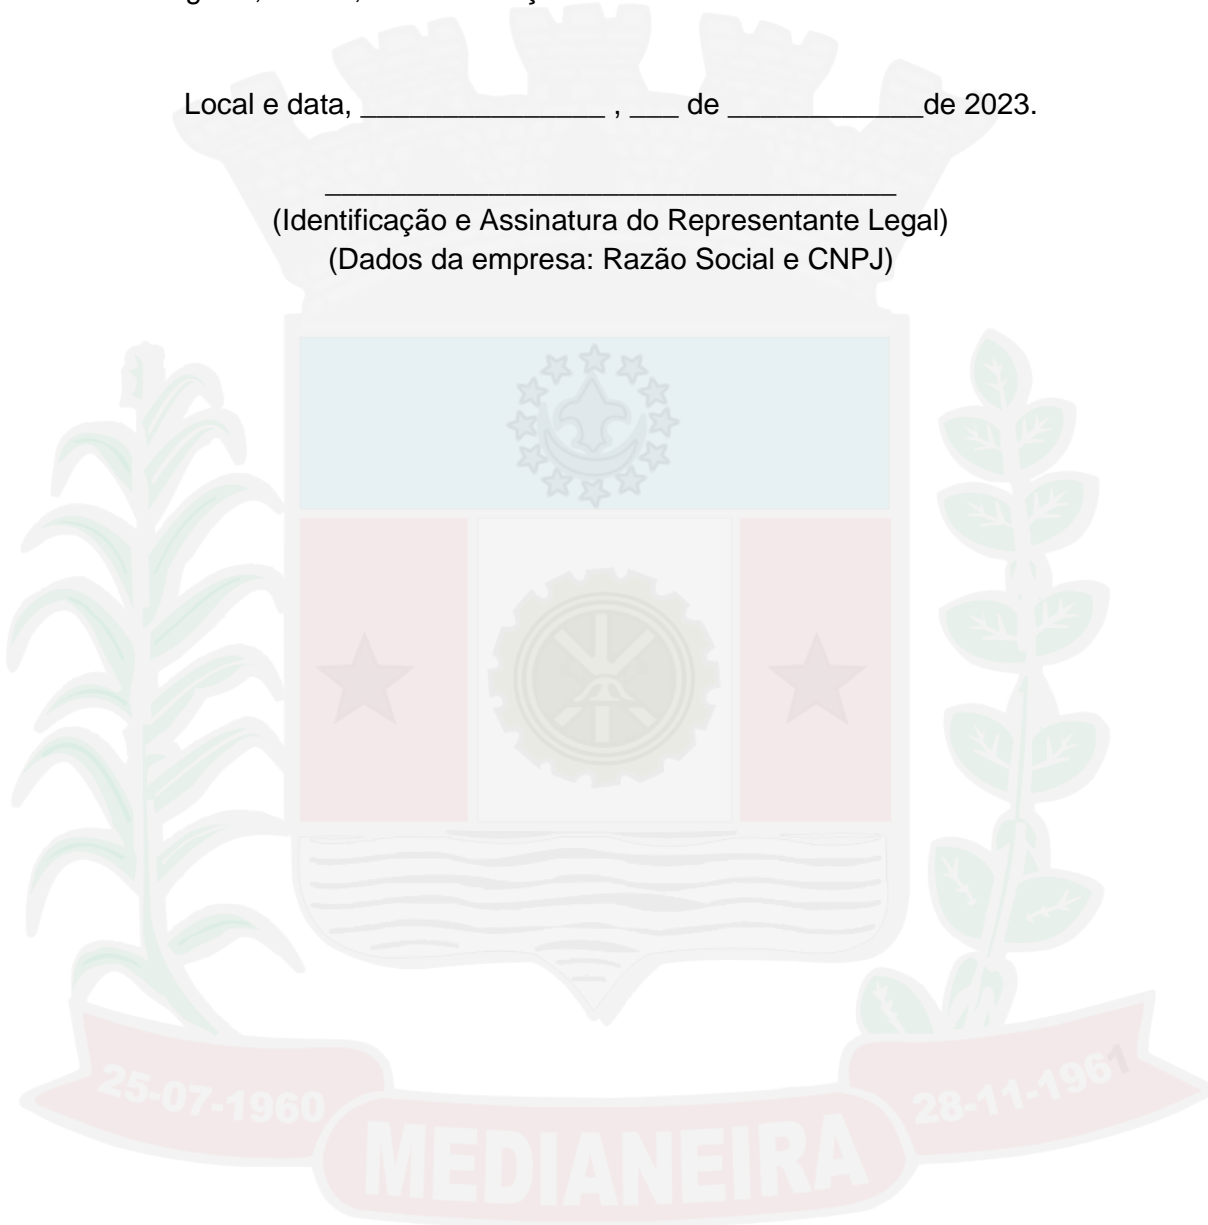 Local e data, _______________ , ___ de ____________de 2023.
___________________________________
(Identificação e Assinatura do Representante Legal)
(Dados da empresa: Razão Social e CNPJ)
25-07-1960
28-11-1961
MEDIANEIRA